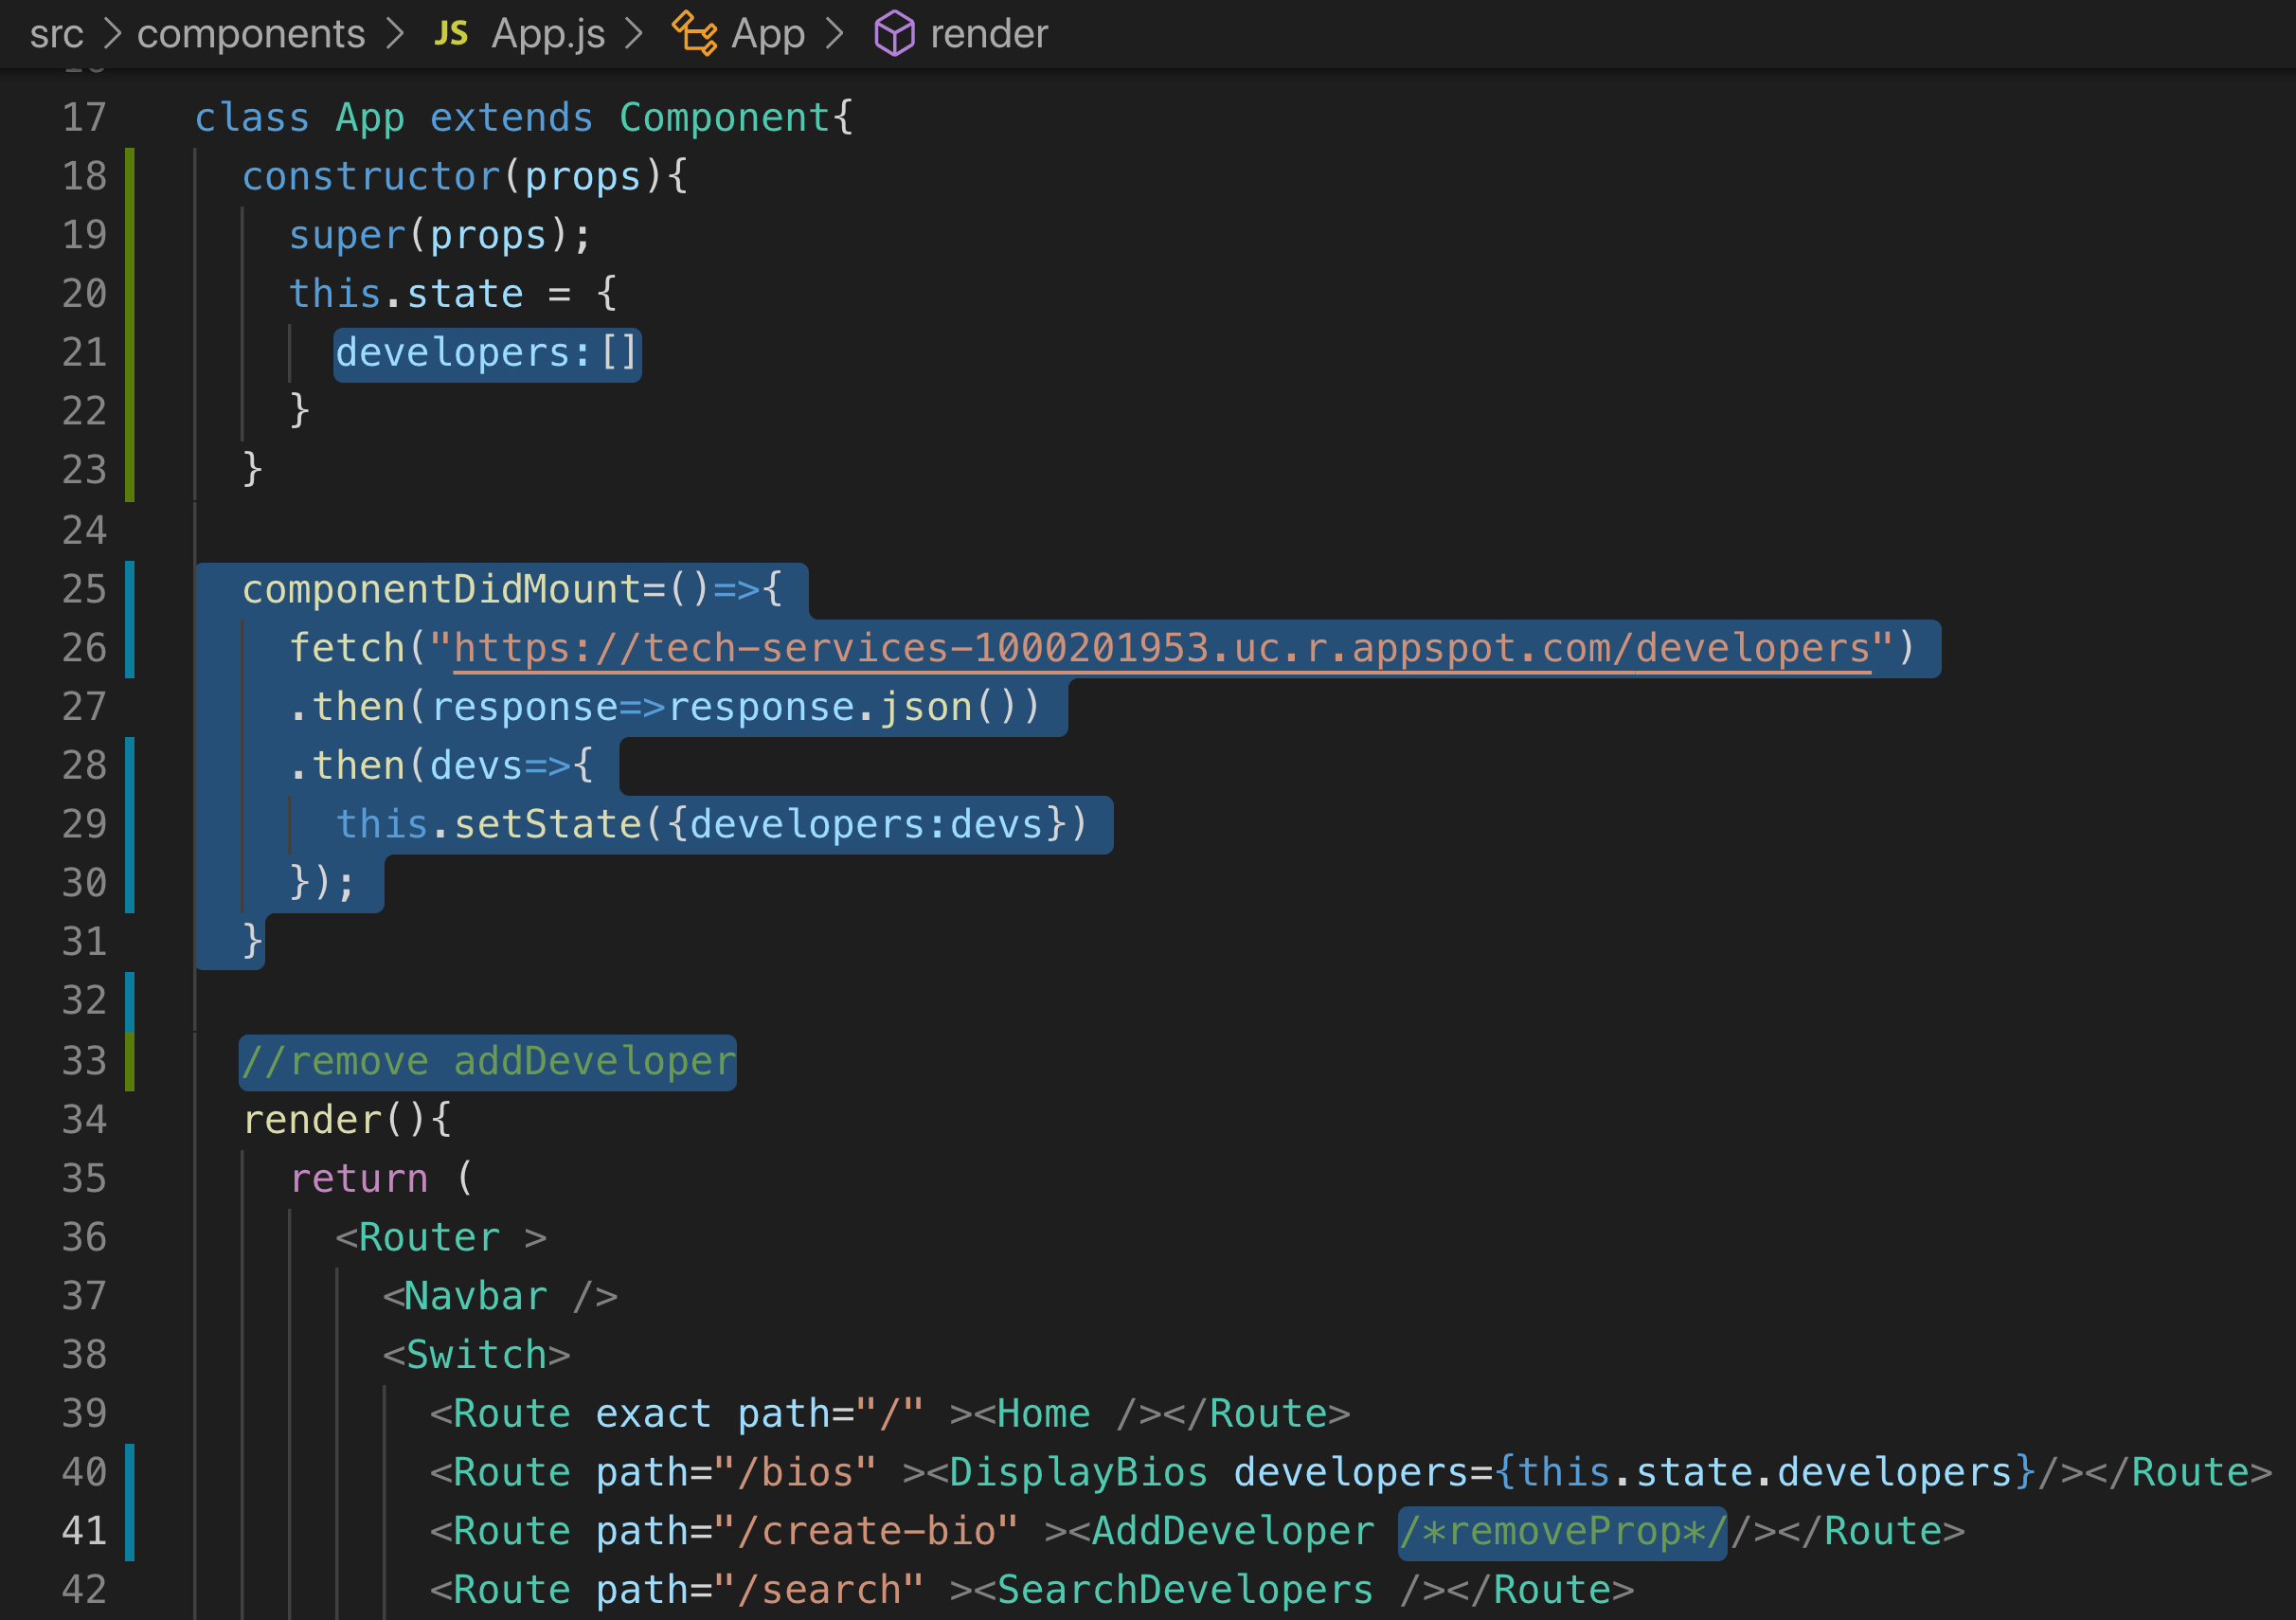 src > components > JS App.js > App > render
17 class App extends Component{
18 constructor(props){
19 super(props);
20 this.state = {
21 developers:[]
22 }
23 }
24
25 componentDidMount=()=>{
26 fetch("https://tech-services-1000201953.uc.r.appspot.com/developers")
27 .then(response=>response.json())
28 .then(devs=>{
29 this.setState({developers:devs})
30 });
31 }
32
33 //remove addDeveloper
34 render(){
35 return (
36 <Router >
37 <Navbar />
38 <Switch>
39 <Route exact path="/" ><Home /></Route>
40 <Route path="/bios" ><DisplayBios developers={this.state.developers}/></Route>
41 <Route path="/create-bio" ><AddDeveloper /*removeProp*//></Route>
42 <Route path="/search" ><SearchDevelopers /></Route>